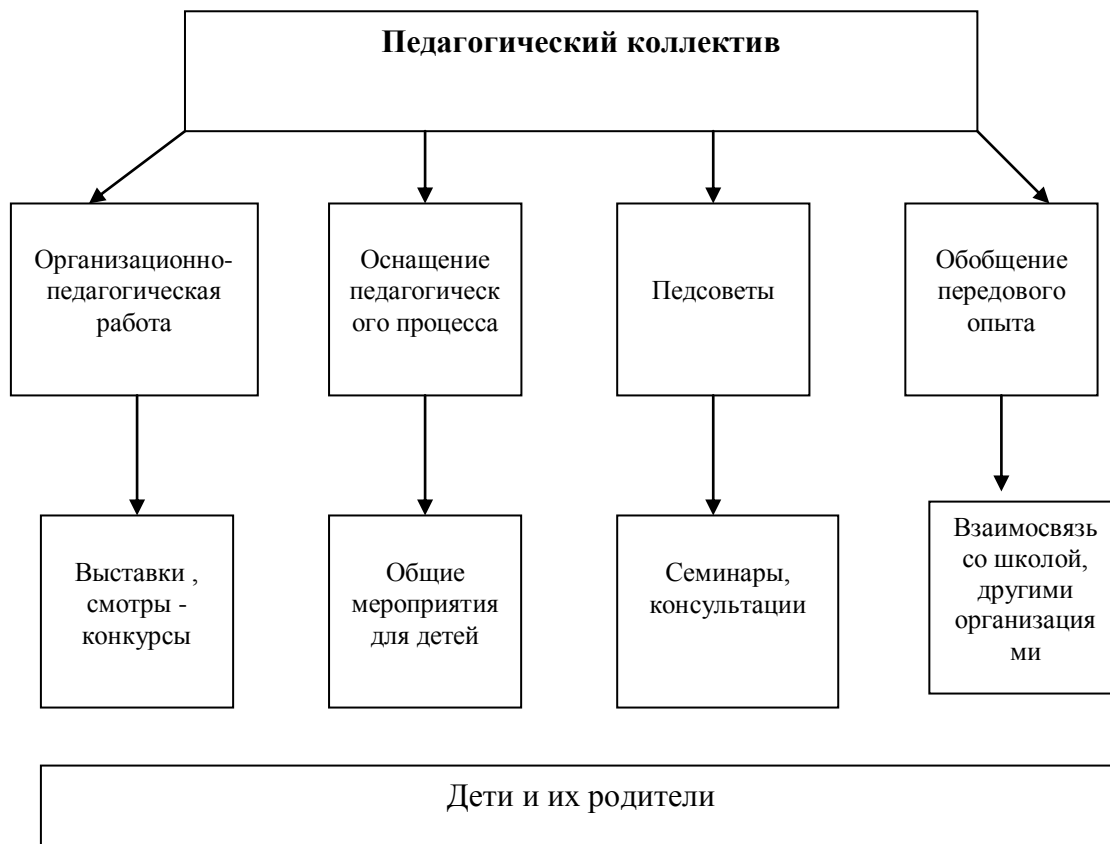 Педагогический коллектив
Организационно-
педагогическая
работа
Оснащение
педагогическ
ого процесса
Педсоветы
Обобщение
передового
опыта
Выставки ,
смотры -
конкурсы
Общие
мероприятия
для детей
Семинары,
консультации
Взаимосвязь
со школой,
другими
организация
ми
Дети и их родители